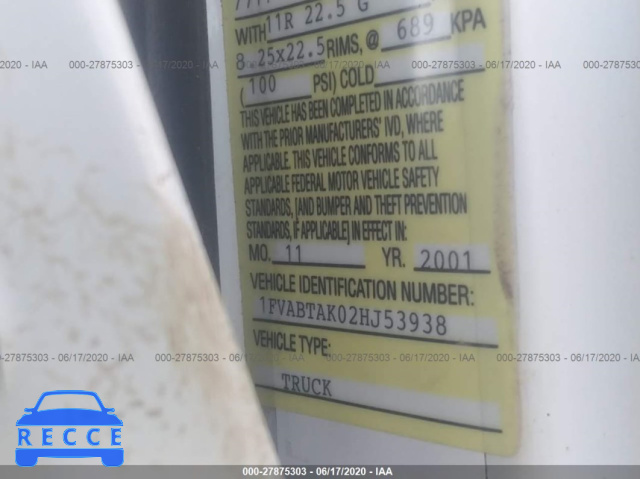 WITH 11R 22.5 G
8.25x22.5 RIMS, @ 689 KPA
(100 PSI) COLD
THIS VEHICLE HAS BEEN COMPLETED IN ACCORDANCE
WITH THE PRIOR MANUFACTURERS' IVD, WHERE
APPLICABLE. THIS VEHICLE CONFORMS TO ALL
APPLICABLE FEDERAL MOTOR VEHICLE SAFETY
STANDARDS, [AND BUMPER AND THEFT PREVENTION
STANDARDS, IF APPLICABLE] IN EFFECT IN:
MO. 11 YR. 2001
VEHICLE IDENTIFICATION NUMBER:
1FVABTAK02HJ53938
VEHICLE TYPE:
TRUCK
000-27875303 - 06/17/2020 - IAA
000-27875303 - 06/17/2020 - IAA
000-27875303 - 06/17/2020 - IAA
000-27875303 - 06/17/2020 - IAA
RECCE
000-27875303 - 06/17/2020 - IAA